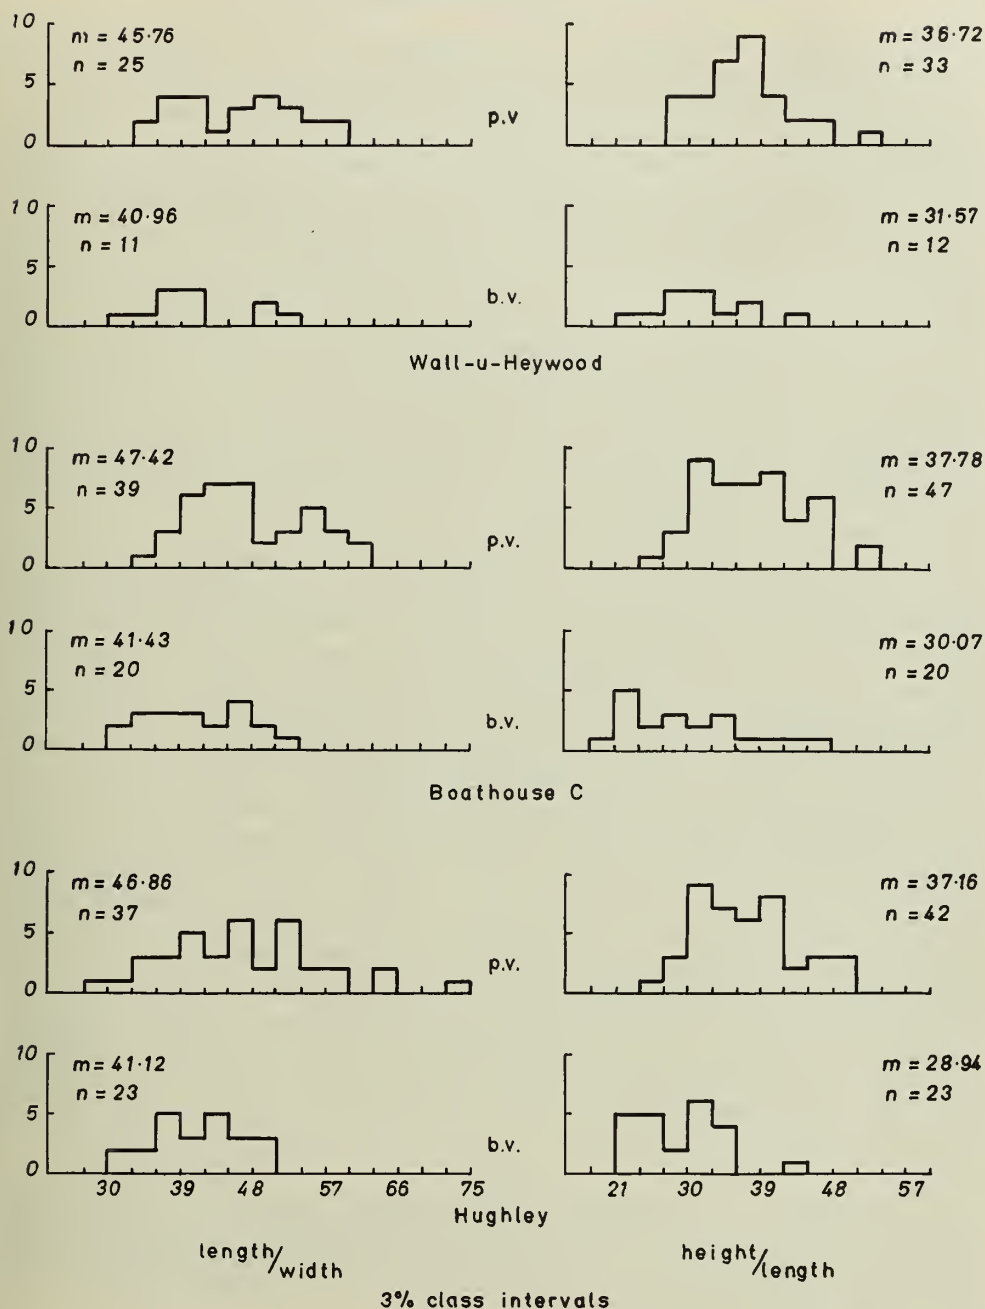 10
5
0
m = 45·76
n = 25
p.v
m = 36·72
n = 33
10
5
0
m = 40·96
n = 11
b.v.
m = 31·57
n = 12
Wall-u-Heywood
10
5
0
m = 47·42
n = 39
p.v.
m = 37·78
n = 47
10
5
0
m = 41·43
n = 20
b.v.
m = 30·07
n = 20
Boathouse C
10
5
0
m = 46·86
n = 37
p.v.
m = 37·16
n = 42
10
5
0
m = 41·12
n = 23
b.v.
m = 28·94
n = 23
30 39 48 57 66 75
21 30 39 48 57
Hughley
length/width
height/length
3% class intervals